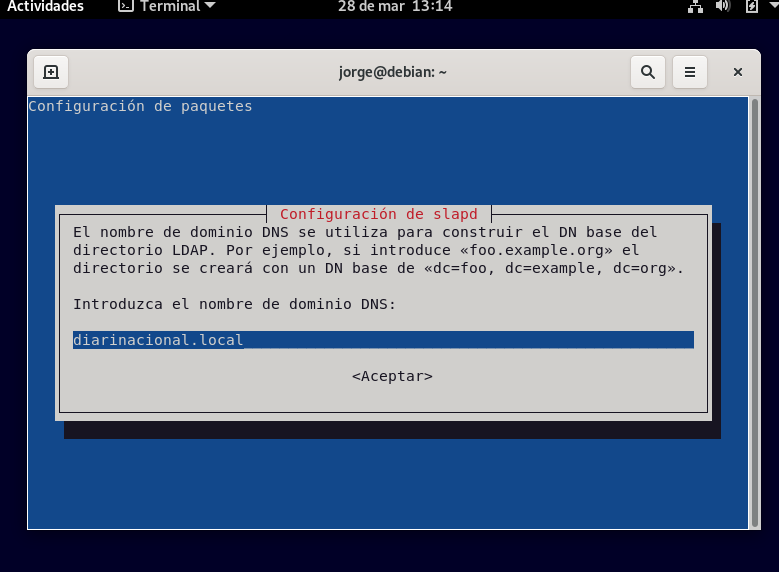 Actividades Terminal 28 de mar 13:14
jorge@debian: ~
Configuración de paquetes
Configuración de slapd
El nombre de dominio DNS se utiliza para construir el DN base del
directorio LDAP. Por ejemplo, si introduce «foo.example.org» el
directorio se creará con un DN base de «dc=foo, dc=example, dc=org».
Introduzca el nombre de dominio DNS:
diarinacional.local
<Aceptar>